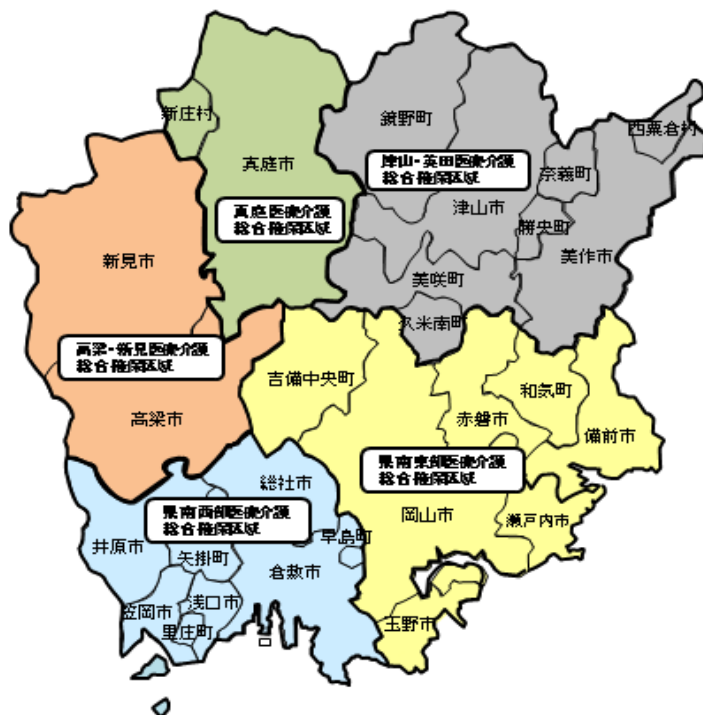 新庄村
鏡野町
西粟倉村
真庭市
津山・英田医療介護
総合確保区域
奈義町
津山市
勝央町
真庭医療介護
総合確保区域
美作市
新見市
美咲町
久米南町
高梁・新見医療介護
総合確保区域
吉備中央町
和気町
高梁市
赤磐市
備前市
県南東部医療介護
総合確保区域
総社市
県南西部医療介護
総合確保区域
岡山市
瀬戸内市
早島町
井原市
矢掛町
倉敷市
浅口市
笠岡市
里庄町
玉野市